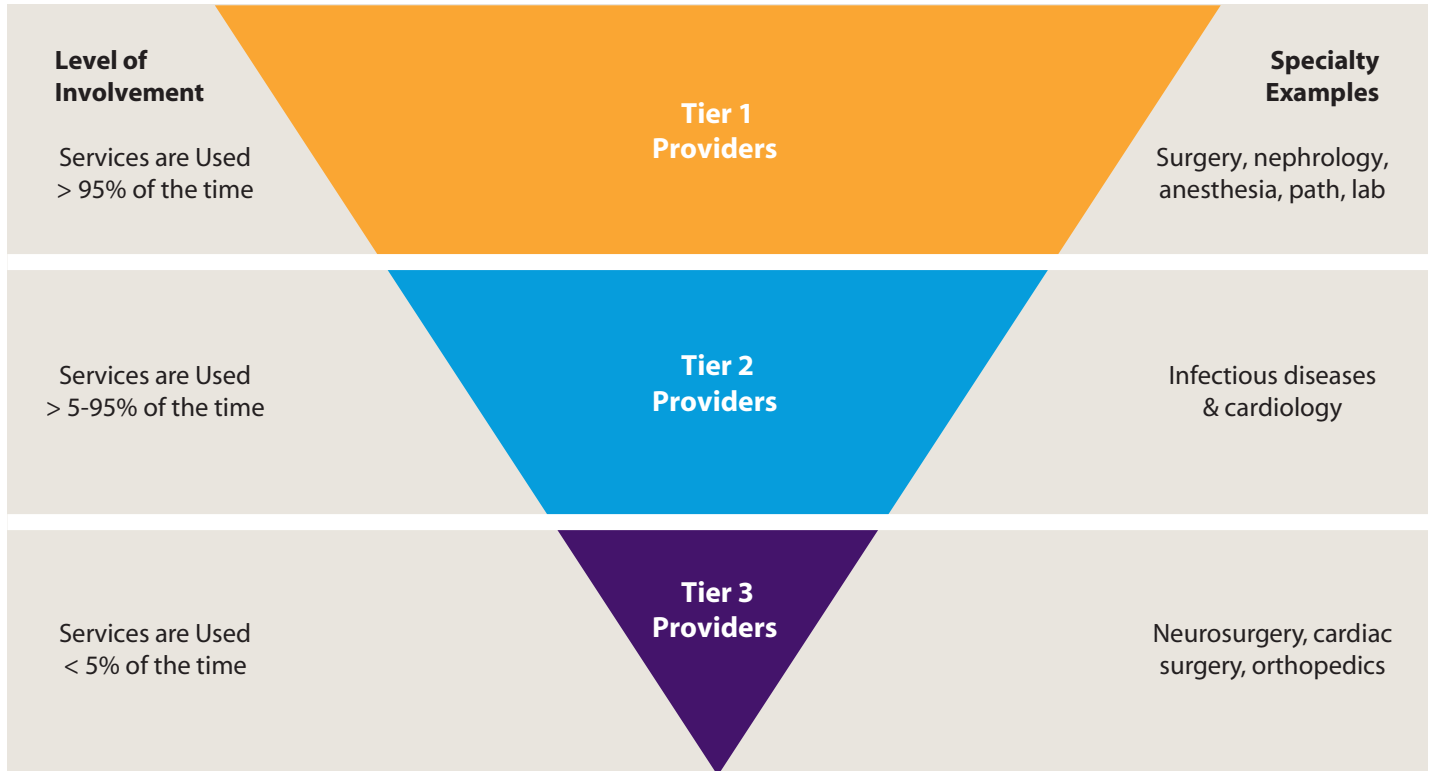 Level of
Involvement
Specialty
Examples
Services are Used
> 95% of the time
Tier 1
Providers
Surgery, nephrology,
anesthesia, path, lab
Services are Used
> 5-95% of the time
Tier 2
Providers
Infectious diseases
& cardiology
Services are Used
< 5% of the time
Tier 3
Providers
Neurosurgery, cardiac
surgery, orthopedics